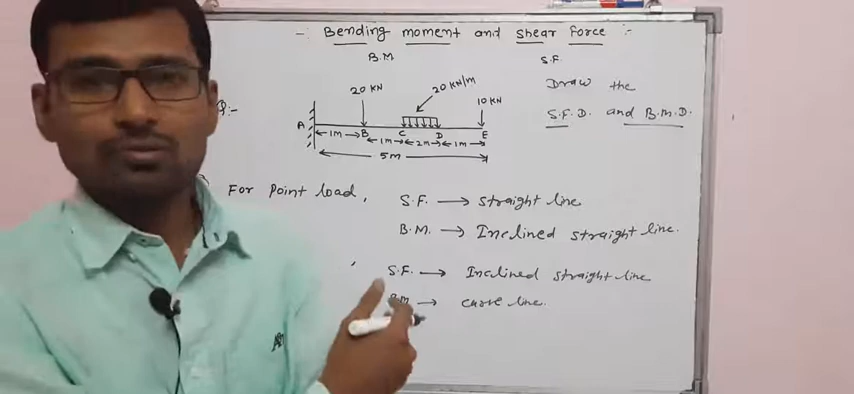 -: Bending moment and shear force :-
B.M S.F.
Draw the
S.F.D. and B.M.D.
Q:-
20 KN
20 KN/m
10 KN
A B C D E
1m 1m 2m 1m
5m
For point load, S.F. → straight line
B.M. → Inclined straight line.
S.F. → Inclined straight line
B.M → curve line.